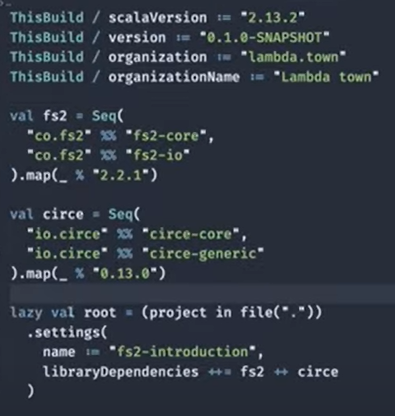 ThisBuild / scalaVersion := "2.13.2"
ThisBuild / version := "0.1.0-SNAPSHOT"
ThisBuild / organization := "lambda.town"
ThisBuild / organizationName := "Lambda town"
val fs2 = Seq(
"co.fs2" %% "fs2-core",
"co.fs2" %% "fs2-io"
).map(_ % "2.2.1")
val circe = Seq(
"io.circe" %% "circe-core",
"io.circe" %% "circe-generic"
).map(_ % "0.13.0")
lazy val root = (project in file("."))
.settings(
name := "fs2-introduction",
libraryDependencies ++= fs2 ++ circe
)